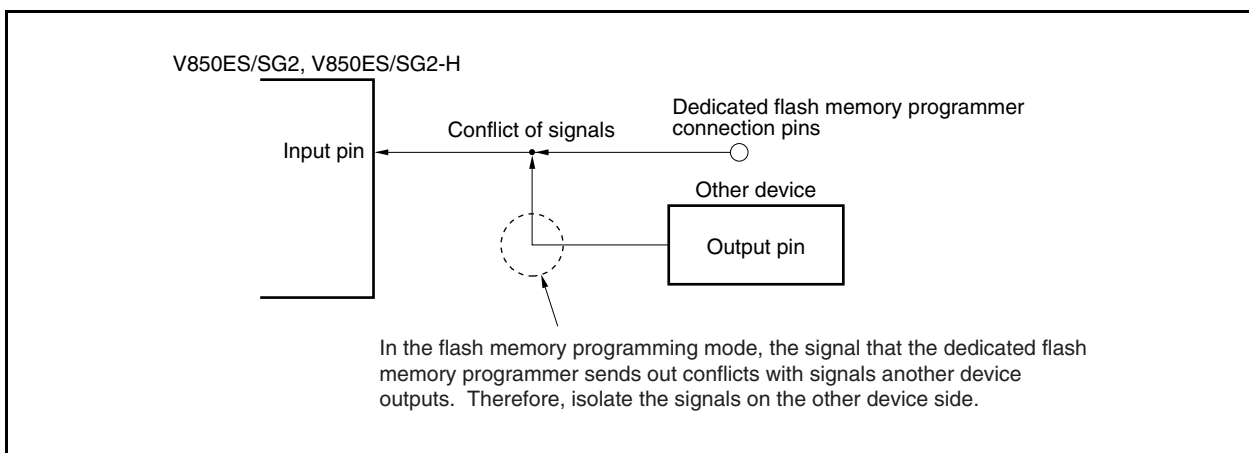 V850ES/SG2, V850ES/SG2-H
Dedicated flash memory programmer
connection pins
Conflict of signals
Input pin
Other device
Output pin
In the flash memory programming mode, the signal that the dedicated flash
memory programmer sends out conflicts with signals another device
outputs.  Therefore, isolate the signals on the other device side.